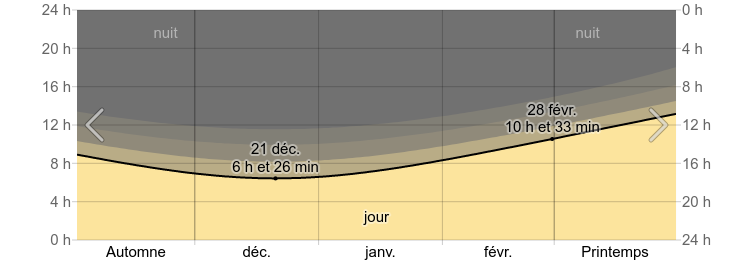 24 h
0 h
nuit
nuit
20 h
4 h
16 h
8 h
28 févr.
12 h
10 h et 33 min
12 h
21 déc.
8 h
6 h et 26 min
16 h
4 h
20 h
jour
0 h
24 h
Automne
déc.
janv.
févr.
Printemps